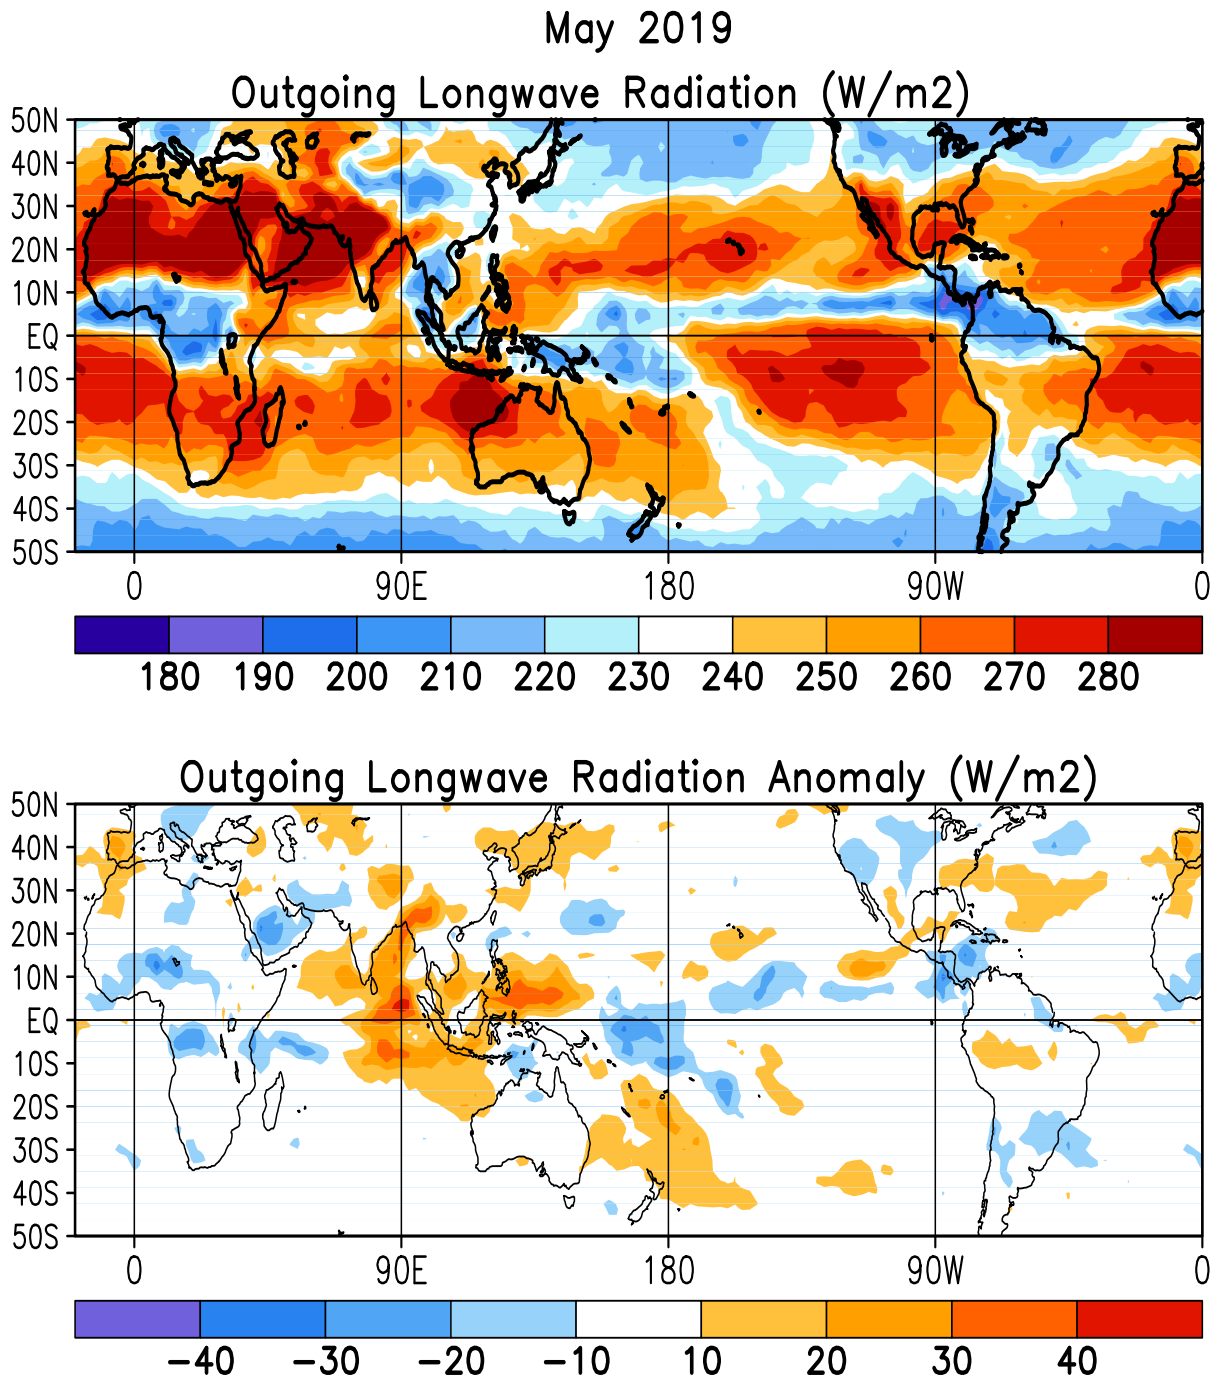 May 2019
Outgoing Longwave Radiation (W/m2)
50N
40N
30N
20N
10N
EQ
10S
20S
30S
40S
50S
0 90E 180 90W 0
180 190 200 210 220 230 240 250 260 270 280
Outgoing Longwave Radiation Anomaly (W/m2)
50N
40N
30N
20N
10N
EQ
10S
20S
30S
40S
50S
0 90E 180 90W 0
−40 −30 −20 −10 10 20 30 40